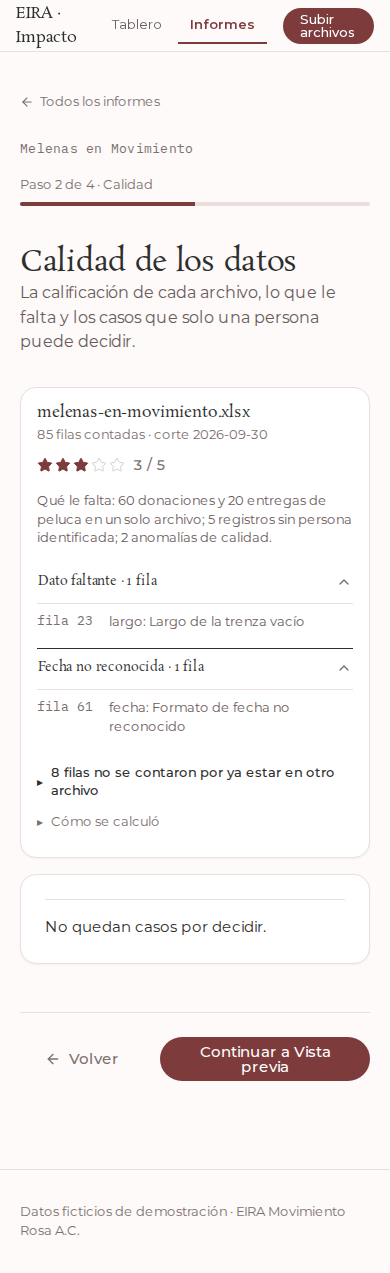 EIRA ·
Impacto
Tablero
Informes
Subir
archivos
← Todos los informes
Melenas en Movimiento
Paso 2 de 4 · Calidad
Calidad de los datos
La calificación de cada archivo, lo que le
falta y los casos que solo una persona
puede decidir.
melenas-en-movimiento.xlsx
85 filas contadas · corte 2026-09-30
3 / 5
Qué le falta: 60 donaciones y 20 entregas de
peluca en un solo archivo; 5 registros sin persona
identificada; 2 anomalías de calidad.
Dato faltante · 1 fila
fila 23 largo: Largo de la trenza vacío
Fecha no reconocida · 1 fila
fila 61 fecha: Formato de fecha no
reconocido
▸ 8 filas no se contaron por ya estar en otro
archivo
▸ Cómo se calculó
No quedan casos por decidir.
← Volver
Continuar a Vista
previa
Datos ficticios de demostración · EIRA Movimiento
Rosa A.C.